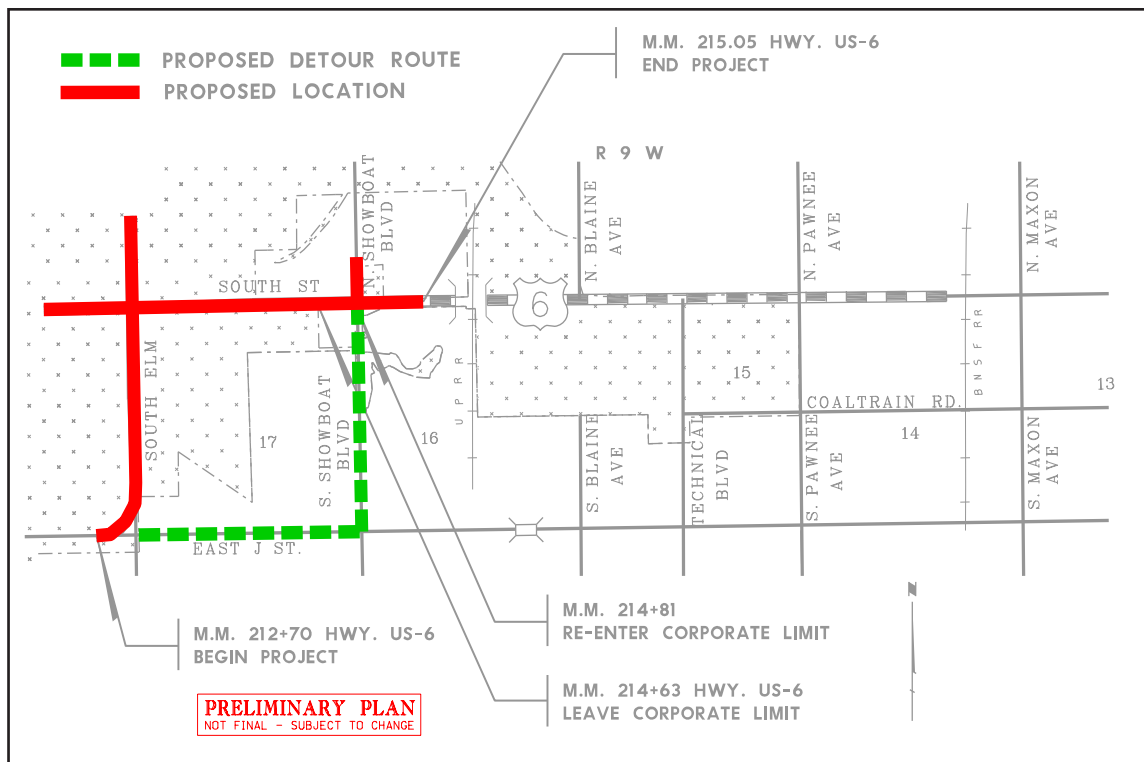 M.M. 215.05 HWY. US-6
END PROJECT
PROPOSED DETOUR ROUTE
PROPOSED LOCATION
R 9 W
N. SHOWBOAT
BLVD
N. BLAINE
AVE
N. PAWNEE
AVE
N. MAXON
AVE
SOUTH ST
6
SOUTH ELM
S. SHOWBOAT
BLVD
17
16
U P R R
15
B N S F R R
13
COALTRAIN RD.
14
S. BLAINE
AVE
TECHNICAL
BLVD
S. PAWNEE
AVE
S. MAXON
AVE
EAST J ST.
N
M.M. 214+81
RE-ENTER CORPORATE LIMIT
M.M. 212+70 HWY. US-6
BEGIN PROJECT
M.M. 214+63 HWY. US-6
LEAVE CORPORATE LIMIT
PRELIMINARY PLAN
NOT FINAL - SUBJECT TO CHANGE